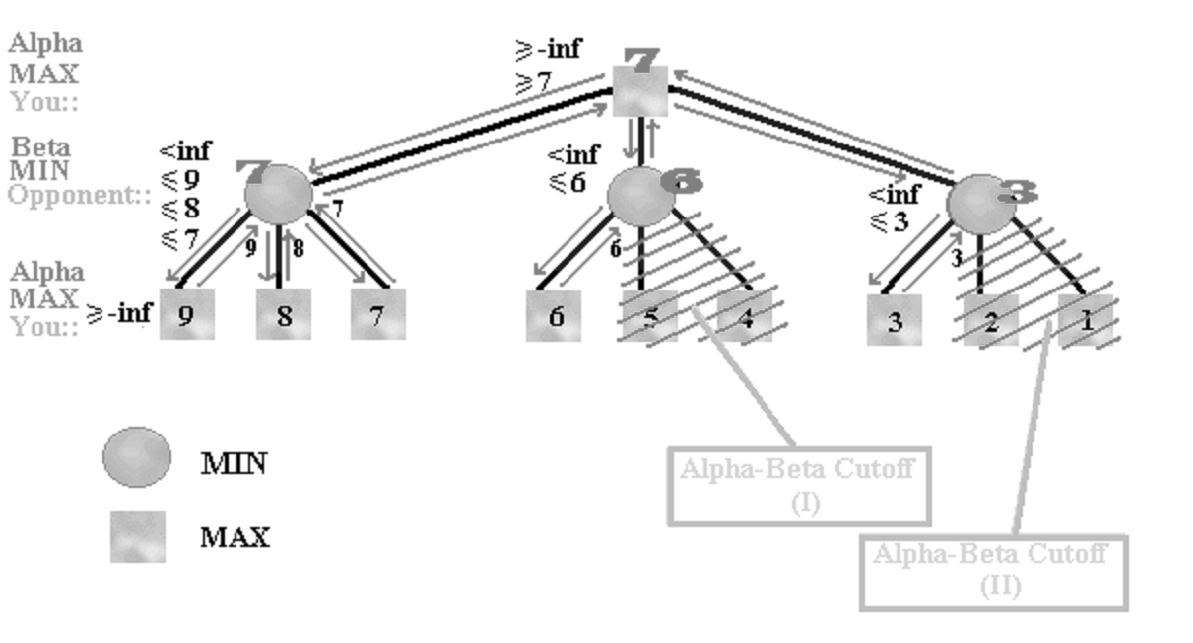 Alpha
MAX
You::
≥-inf
≥7
7
Beta
MIN
Opponent::
<inf
≤9
≤8
≤7
7
<inf
≤6
6
<inf
≤3
3
9
8
7
6
3
Alpha
MAX
You::
≥-inf
9
8
7
6
5
4
3
2
1
MIN
MAX
Alpha-Beta Cutoff
(I)
Alpha-Beta Cutoff
(II)